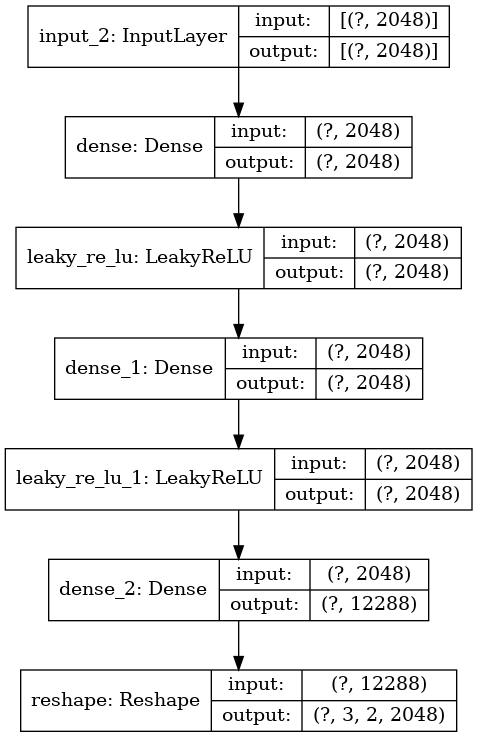 input_2: InputLayer
input:
[(?, 2048)]
output:
[(?, 2048)]
dense: Dense
input:
(?, 2048)
output:
(?, 2048)
leaky_re_lu: LeakyReLU
input:
(?, 2048)
output:
(?, 2048)
dense_1: Dense
input:
(?, 2048)
output:
(?, 2048)
leaky_re_lu_1: LeakyReLU
input:
(?, 2048)
output:
(?, 2048)
dense_2: Dense
input:
(?, 2048)
output:
(?, 12288)
reshape: Reshape
input:
(?, 12288)
output:
(?, 3, 2, 2048)